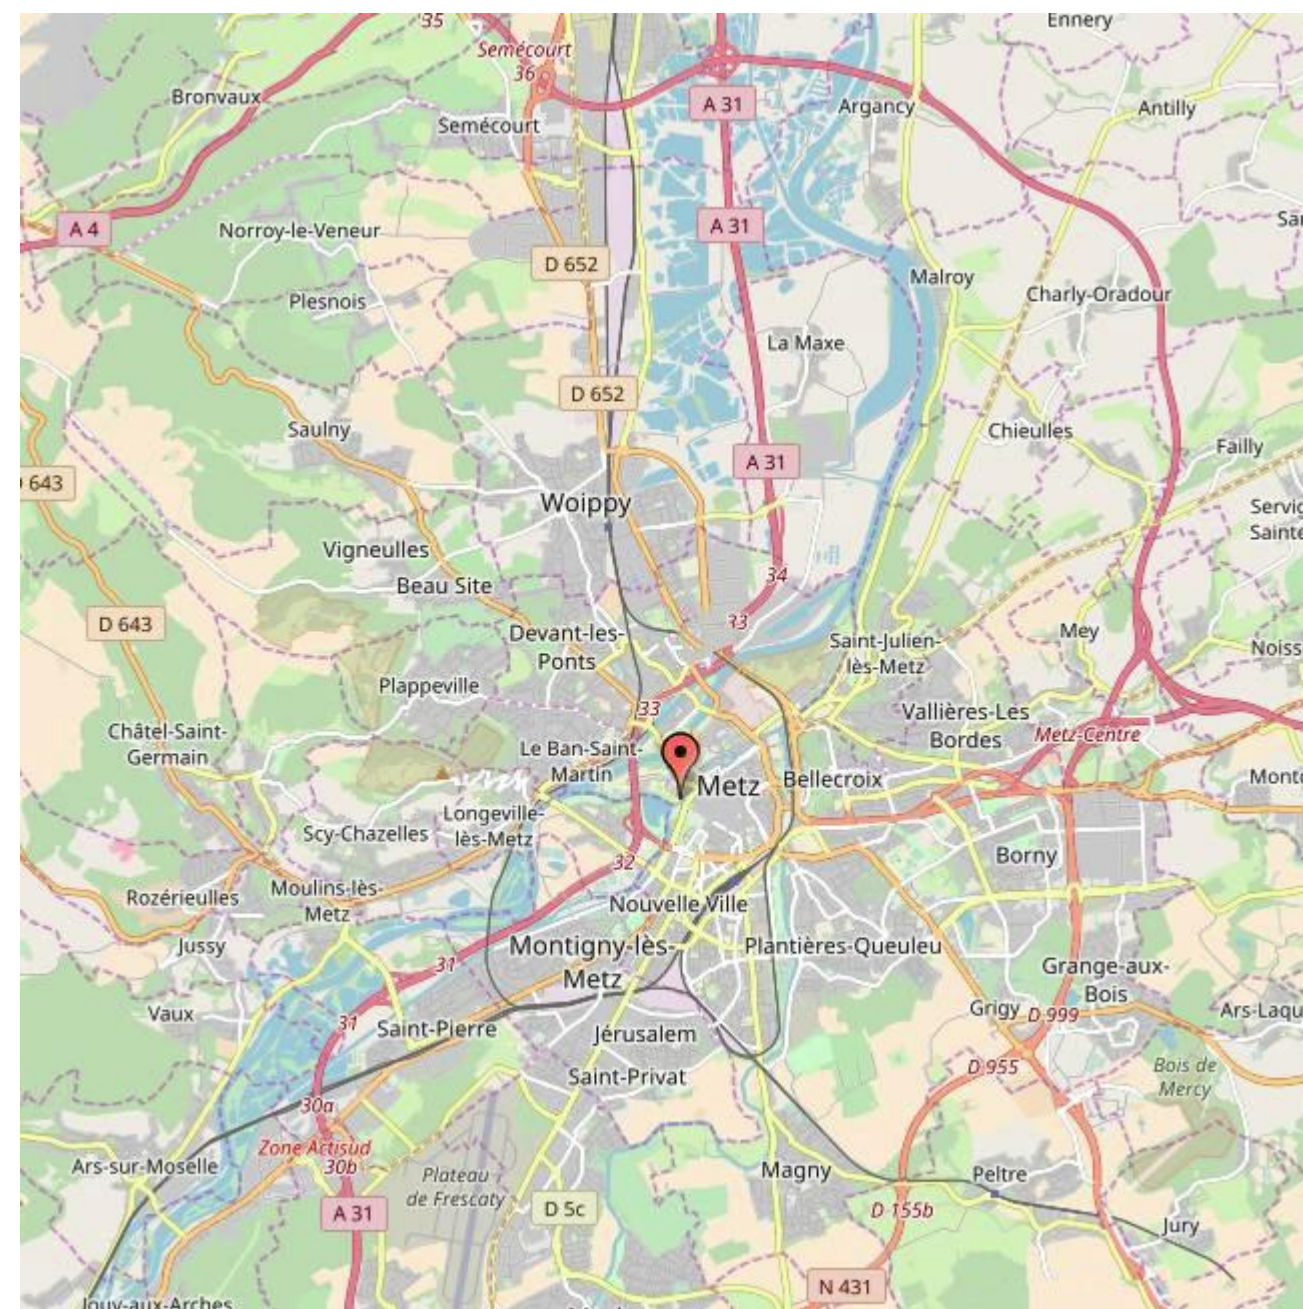 35
Ennery
Semécourt
36
Bronvaux
A 31
Argancy
Antilly
Semécourt
A 4
Norroy-le-Veneur
A 31
D 652
Malroy
Plesnois
Charly-Oradour
La Maxe
D 652
Saulny
Chieulles
Failly
A 31
643
Woippy
Vigneulles
Beau Site
34
33
D 643
Devant-les-
Ponts
Saint-Julien-
lès-Metz
Mey
Plappeville
33
Vallières-Les
Bordes
Metz-Centre
Châtel-Saint-
Germain
Le Ban-Saint-
Martin
Metz
Bellecroix
Longeville-
lès-Metz
Scy-Chazelles
32
Borny
Rozérieulles
Moulins-lès-
Metz
Nouvelle Ville
Jussy
Montigny-lès-
Metz
Plantières-Queuleu
31
Grange-aux-
Bois
Vaux
31
Saint-Pierre
Jérusalem
Grigy
D 999
Saint-Privat
D 955
Bois de
Mercy
30a
Zone Actisud
30b
Ars-sur-Moselle
Plateau
de Frescaty
Magny
Peltre
A 31
D 5c
D 155b
Jury
N 431
Jouy-aux-Arches